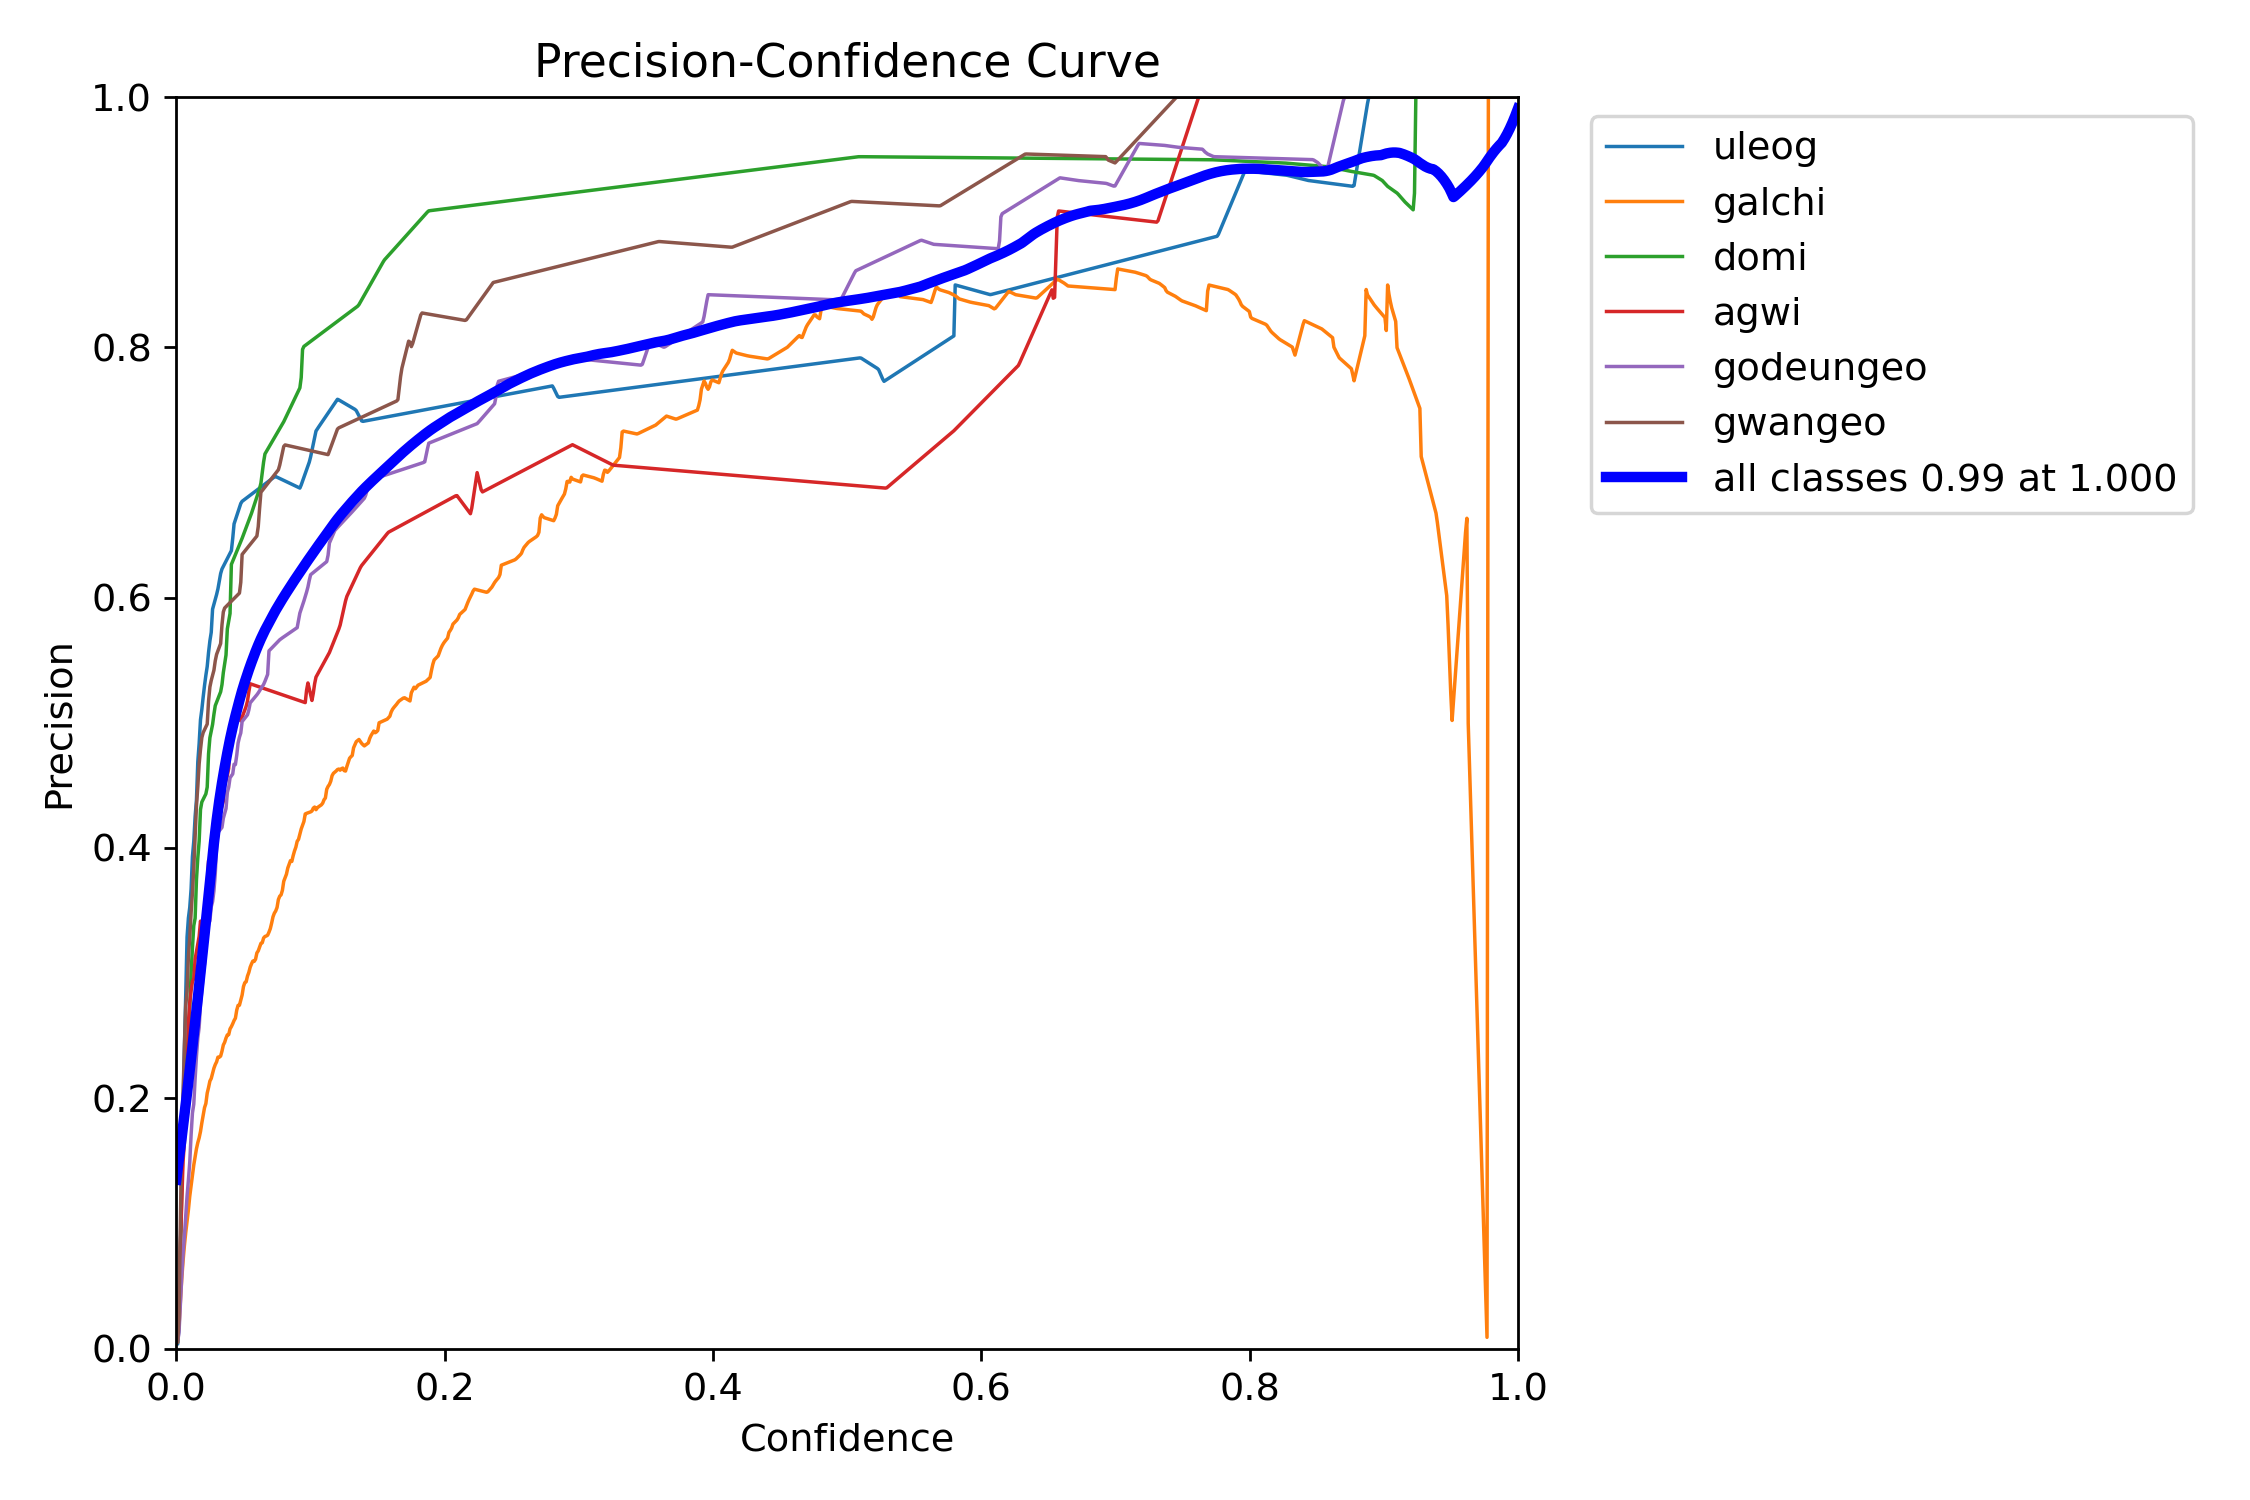 Precision-Confidence Curve
1.0
0.8
0.6
0.4
0.2
0.0
Precision
0.0 0.2 0.4 0.6 0.8 1.0
Confidence
uleog
galchi
domi
agwi
godeungeo
gwangeo
all classes 0.99 at 1.000